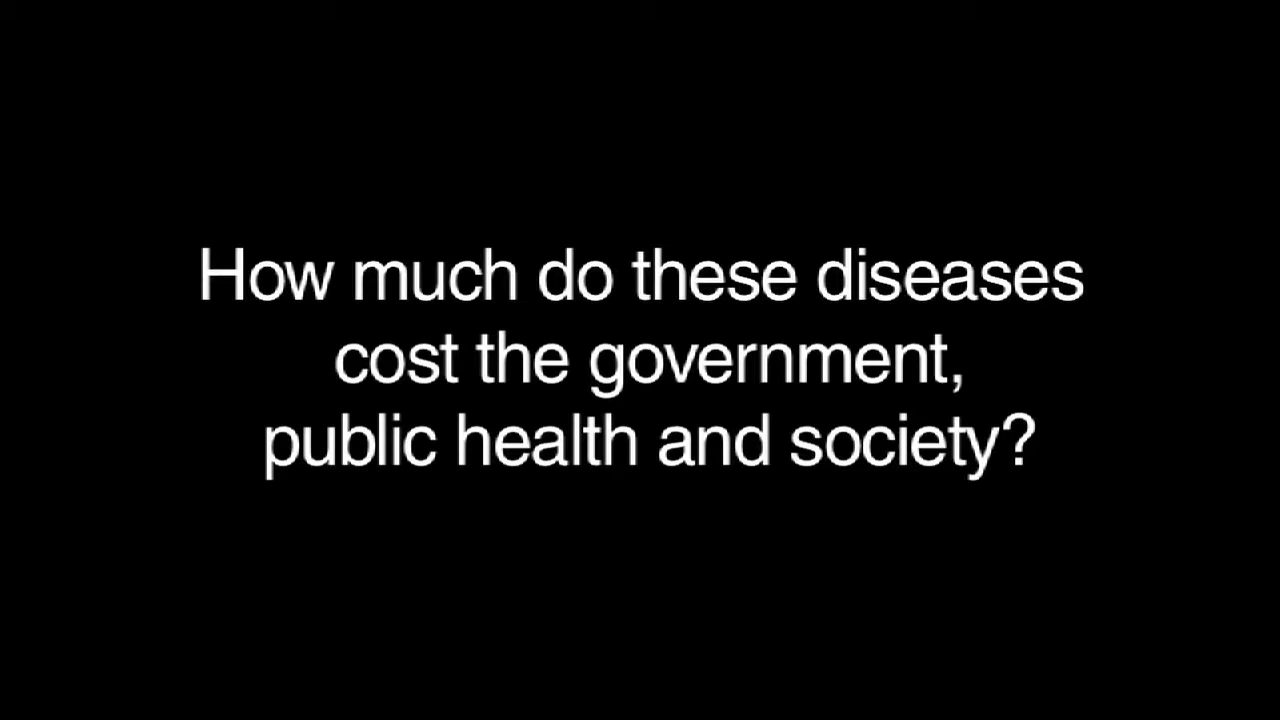 How much do these diseases
cost the government,
public health and society?